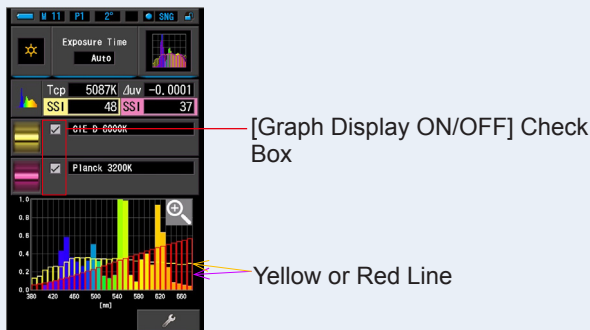 M 11 P1 2° SNG
Exposure Time
Auto
Tcp 5087K ⊿uv -0.0001
SSI 48 SSI 37
CIE D 8000K
[Graph Display ON/OFF] Check
Box
Planck 3200K
1.0
0.8
0.6
0.4
0.2
0.0
380 420 460 500 540 580 620 660
[nm]
Yellow or Red Line